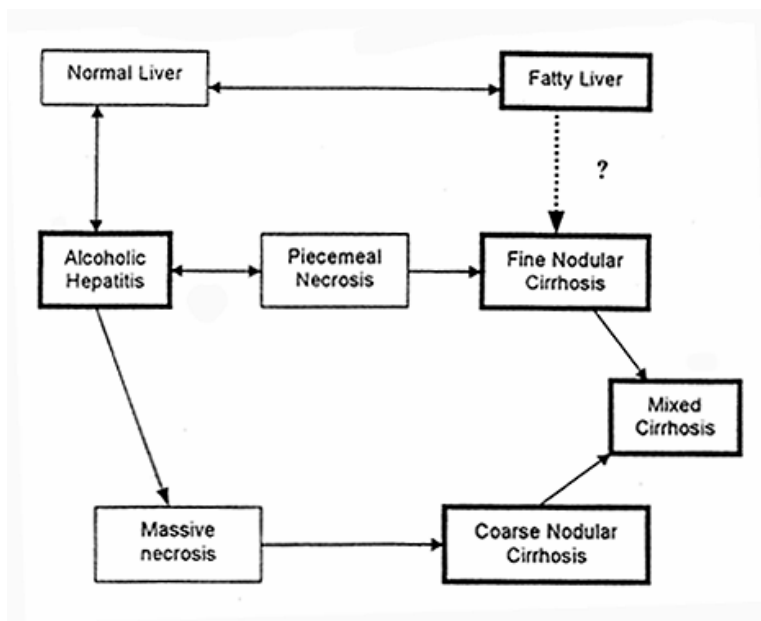 Normal Liver
Fatty Liver
?
Alcoholic
Hepatitis
Piecemeal
Necrosis
Fine Nodular
Cirrhosis
Mixed
Cirrhosis
Massive
necrosis
Coarse Nodular
Cirrhosis